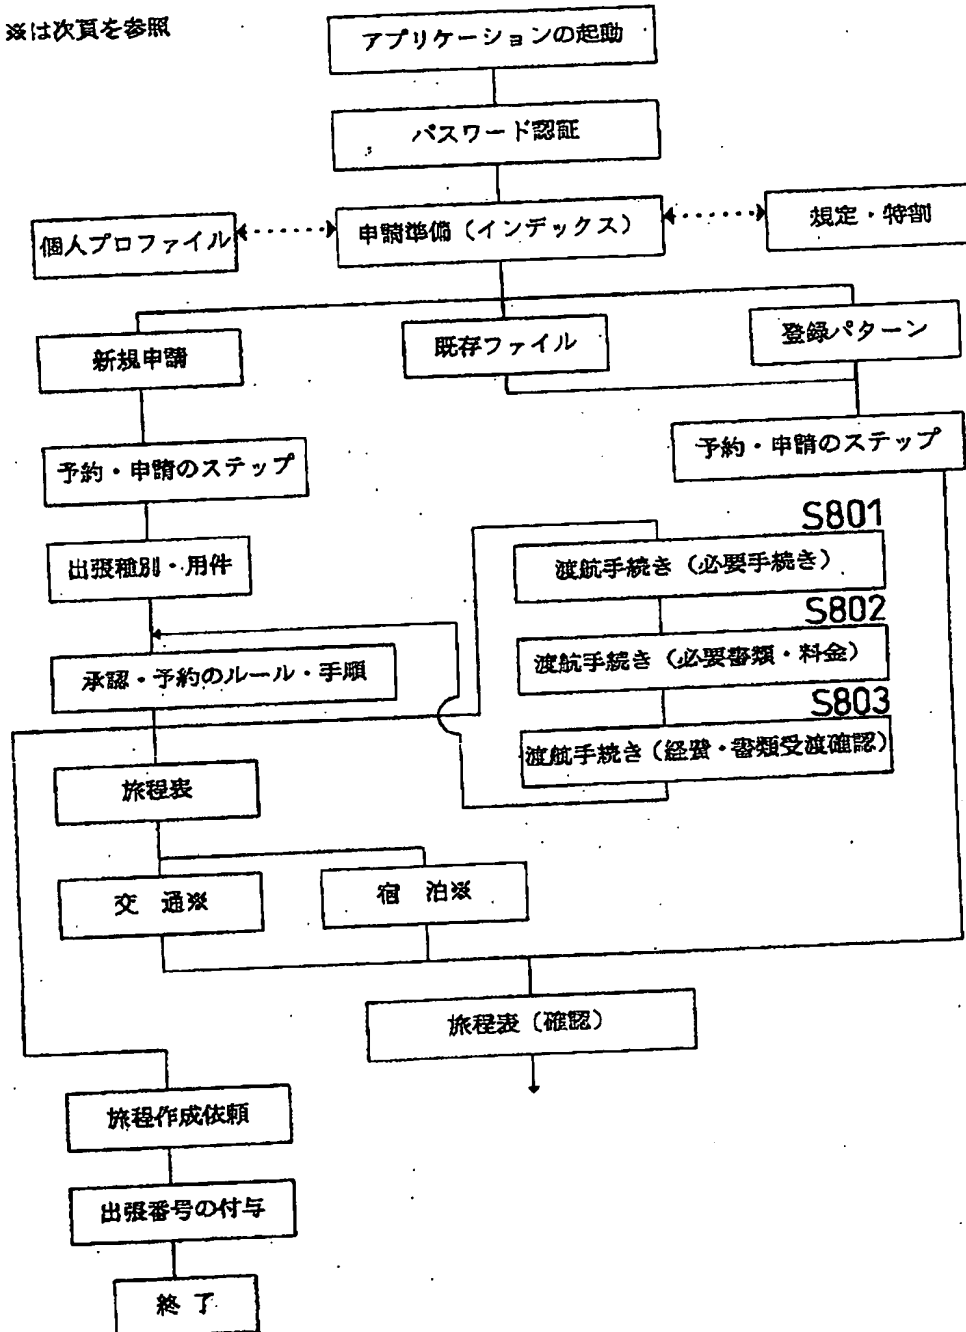 ※は次頁を参照
アプリケーションの起動
パスワード認証
個人プロファイル
申請準備（インデックス）
規定・特割
新規申請
既存ファイル
登録パターン
予約・申請のステップ
予約・申請のステップ
出張種別・用件
S801
渡航手続き（必要手続き）
S802
渡航手続き（必要書類・料金）
承認・予約のルール・手順
S803
渡航手続き（経費・書類受渡確認）
旅程表
交　通※
宿　泊※
旅程表（確認）
旅程作成依頼
出張番号の付与
終 了